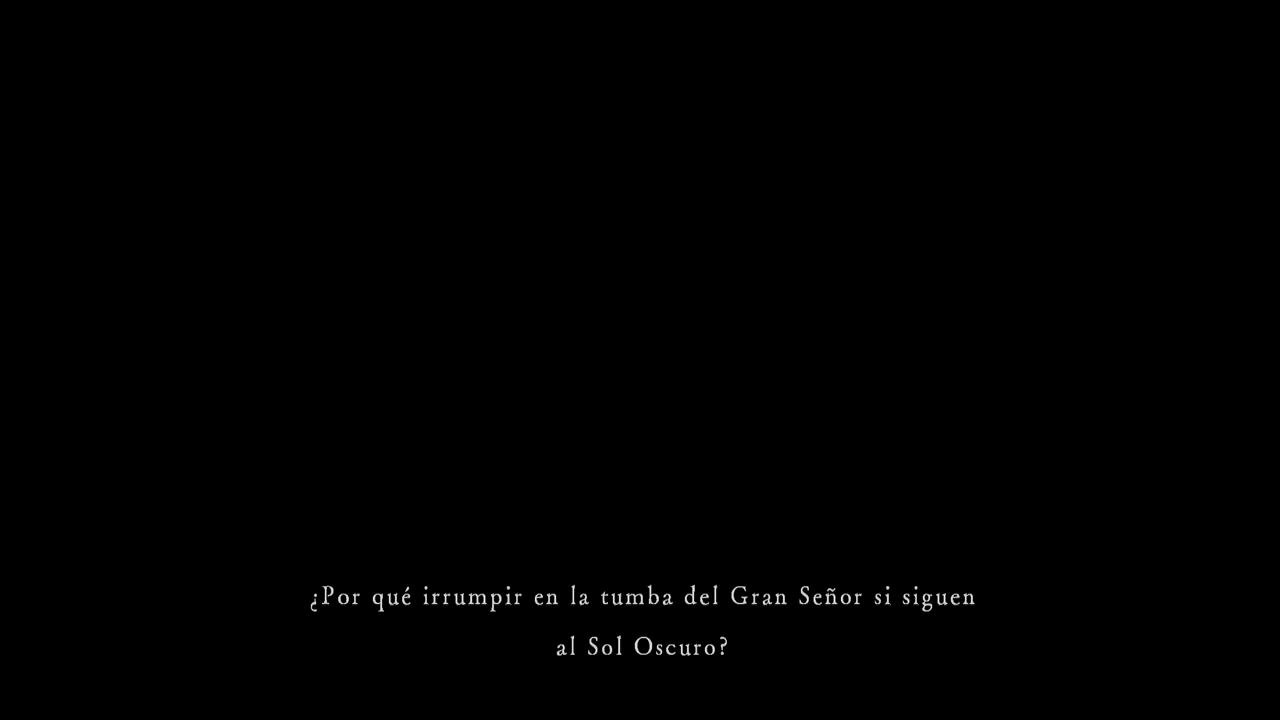 ¿Por qué irrumpir en la tumba del Gran Señor si siguen
al Sol Oscuro?